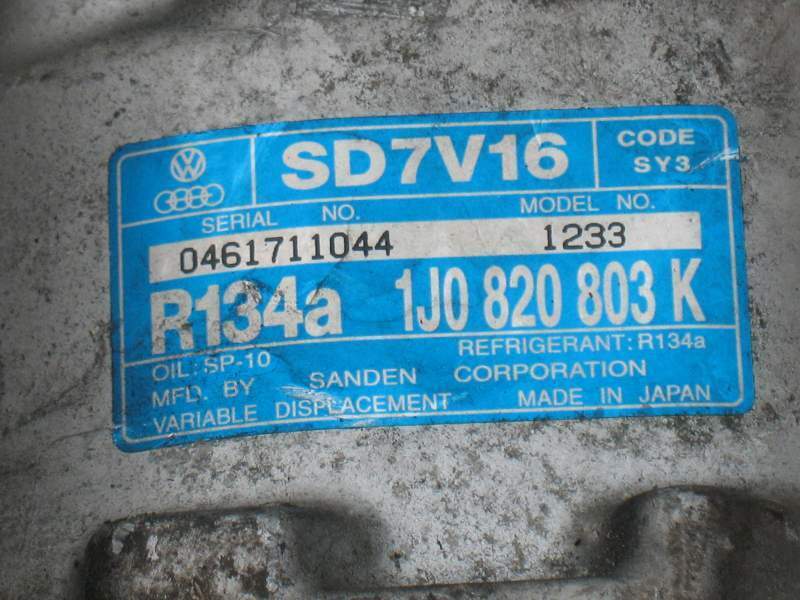 SD7V16
CODE
SY3
SERIAL NO.
MODEL NO.
0461711044
1233
R134a
1J0 820 803 K
OIL: SP-10
REFRIGERANT: R134a
MFD. BY SANDEN CORPORATION
VARIABLE DISPLACEMENT
MADE IN JAPAN